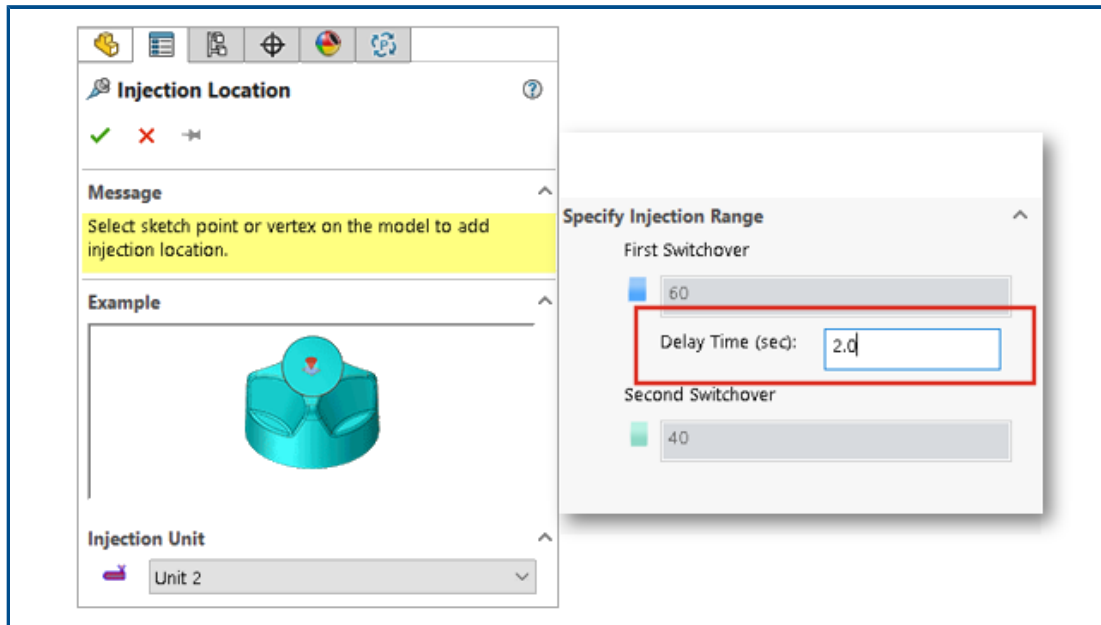 Injection Location
Message
Select sketch point or vertex on the model to add
injection location.
Example
Injection Unit
Unit 2
Specify Injection Range
First Switchover
60
Delay Time (sec): 2.0
Second Switchover
40